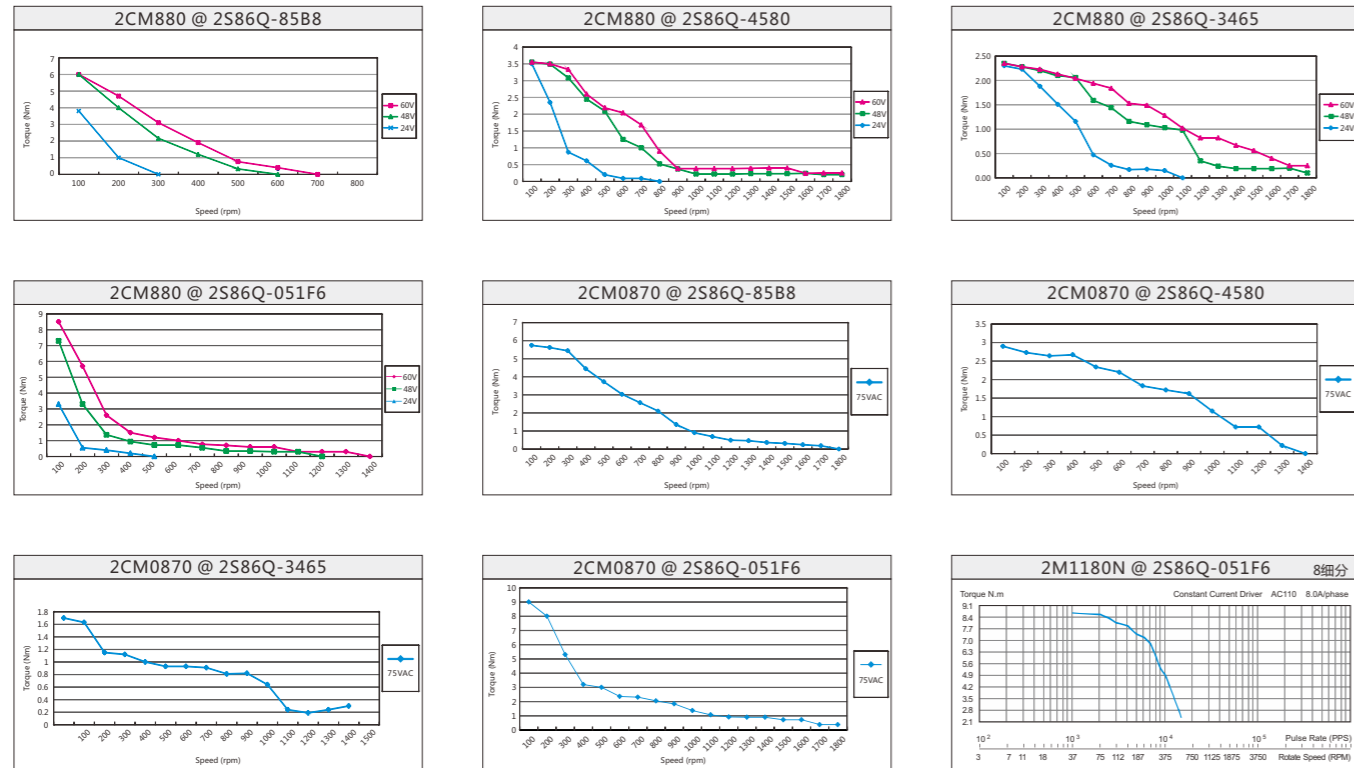 2CM880 @ 2S86Q-85B8
Torque (Nm)
7
6
5
4
3
2
1
0
100 200 300 400 500 600 700 800
Speed (rpm)
60V
48V
24V
2CM880 @ 2S86Q-4580
Torque (Nm)
4
3.5
3
2.5
2
1.5
1
0.5
0
100 200 300 400 500 600 700 800 900 1000 1100 1200 1300 1400 1500 1600 1700 1800
Speed (rpm)
60V
48V
24V
2CM880 @ 2S86Q-3465
Torque (Nm)
2.50
2.00
1.50
1.00
0.50
0.00
100 200 300 400 500 600 700 800 900 1000 1100 1200 1300 1400 1500 1600 1700 1800
Speed (rpm)
60V
48V
24V
2CM880 @ 2S86Q-051F6
Torque (Nm)
9
8
7
6
5
4
3
2
1
0
100 200 300 400 500 600 700 800 900 1000 1100 1200 1300 1400
Speed (rpm)
60V
48V
24V
2CM0870 @ 2S86Q-85B8
Torque (Nm)
7
6
5
4
3
2
1
0
100 200 300 400 500 600 700 800 900 1000 1100 1200 1300 1400 1500 1600 1700 1800
Speed (rpm)
75VAC
2CM0870 @ 2S86Q-4580
Torque (Nm)
3.5
3
2.5
2
1.5
1
0.5
0
100 200 300 400 500 600 700 800 900 1000 1100 1200 1300 1400
Speed (rpm)
75VAC
2CM0870 @ 2S86Q-3465
Torque (Nm)
1.8
1.6
1.4
1.2
1
0.8
0.6
0.4
0.2
0
50 100 200 300 400 500 600 700 800 900 1000 1100 1200 1300 1400 1500
Speed (rpm)
75VAC
2CM0870 @ 2S86Q-051F6
Torque (Nm)
10
9
8
7
6
5
4
3
2
1
0
100 200 300 400 500 600 700 800 900 1000 1100 1200 1300 1400 1500 1600 1700 1800
Speed (rpm)
75VAC
2M1180N @ 2S86Q-051F6 8细分
Torque N.m Constant Current Driver AC110 8.0A/phase
9.1
8.4
7.7
7.0
6.3
5.6
4.9
4.2
3.5
2.8
2.1
10² 10³ 10⁴ 10⁵ Pulse Rate (PPS)
3 7 11 18 37 75 112 187 375 750 1125 1875 3750 Rotate Speed (RPM)